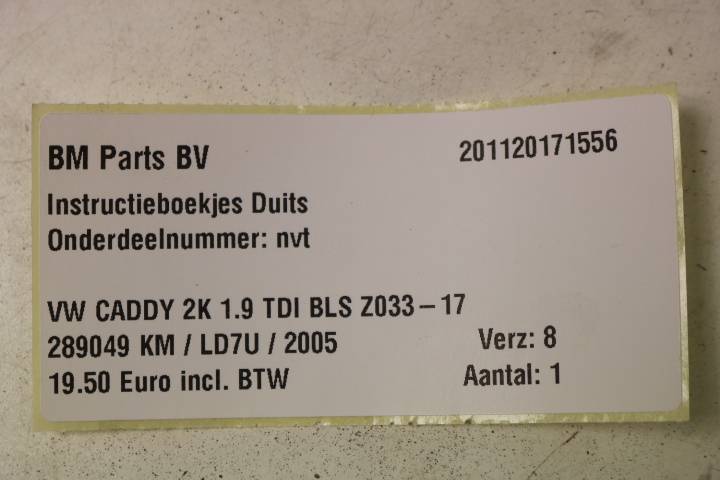 BM Parts BV 201120171556
Instructieboekjes Duits
Onderdeelnummer: nvt
VW CADDY 2K 1.9 TDI BLS Z033-17
289049 KM / LD7U / 2005 Verz: 8
19.50 Euro incl. BTW Aantal: 1